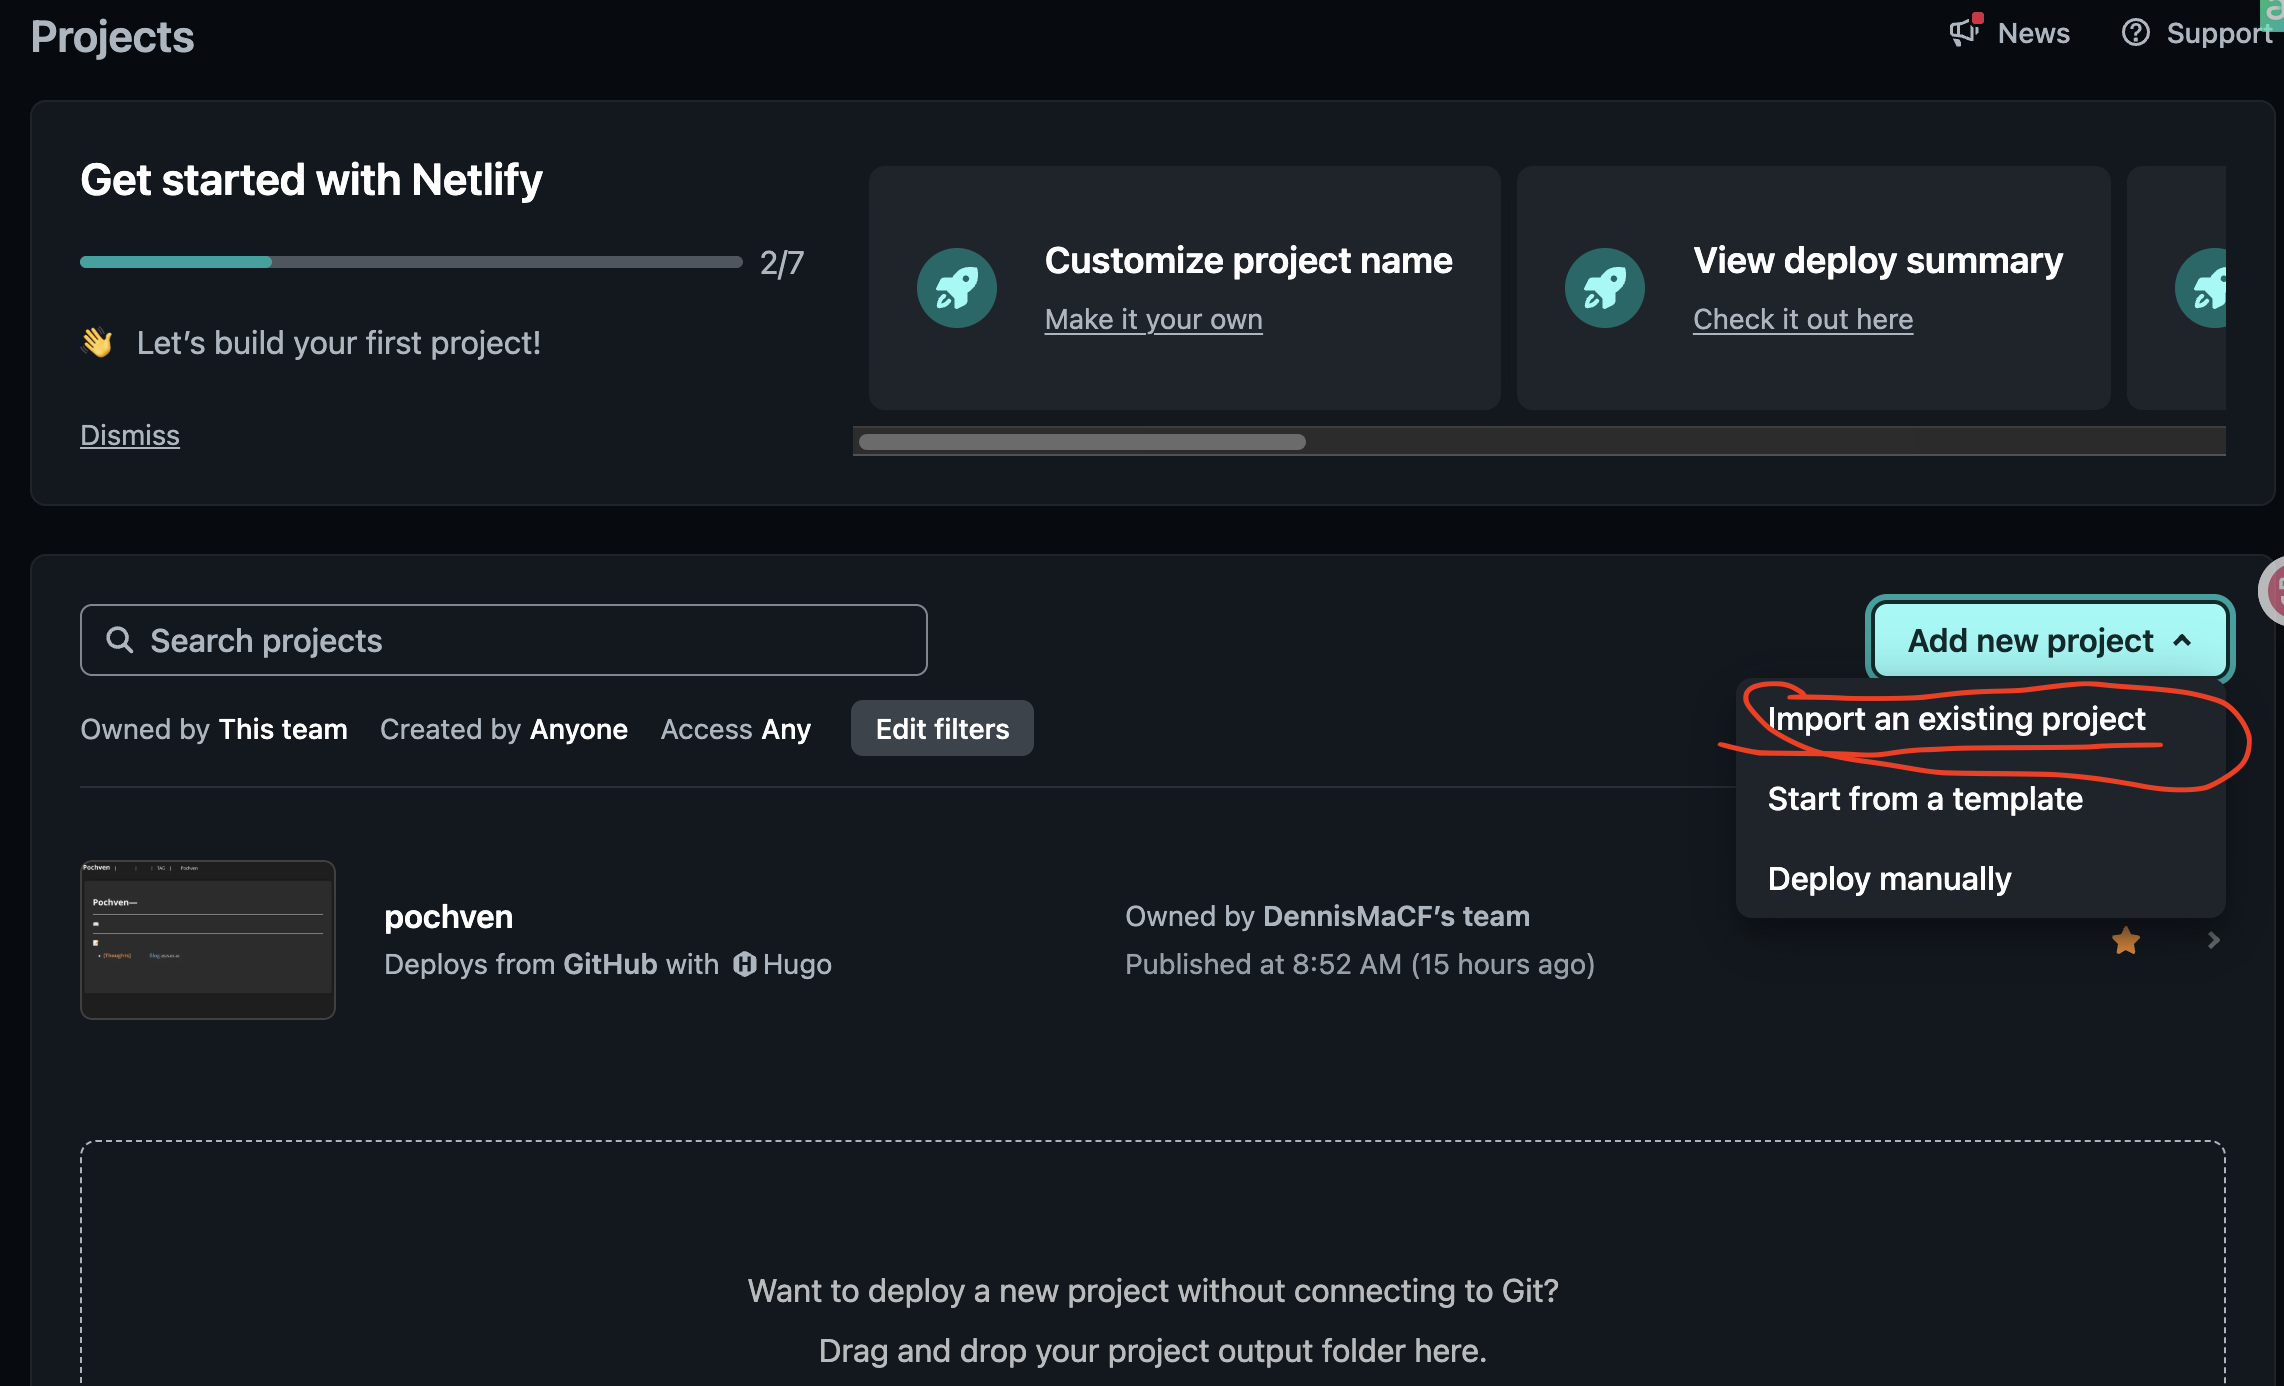 Projects
News
Support
Get started with Netlify
2/7
Let's build your first project!
Dismiss
Customize project name
Make it your own
View deploy summary
Check it out here
Search projects
Add new project
Owned by This team
Created by Anyone
Access Any
Edit filters
Import an existing project
Start from a template
Deploy manually
Pochven
TAG
Pochven
Pochven—
pochven
Deploys from GitHub with Hugo
Owned by DennisMaCF's team
Published at 8:52 AM (15 hours ago)
Want to deploy a new project without connecting to Git?
Drag and drop your project output folder here.